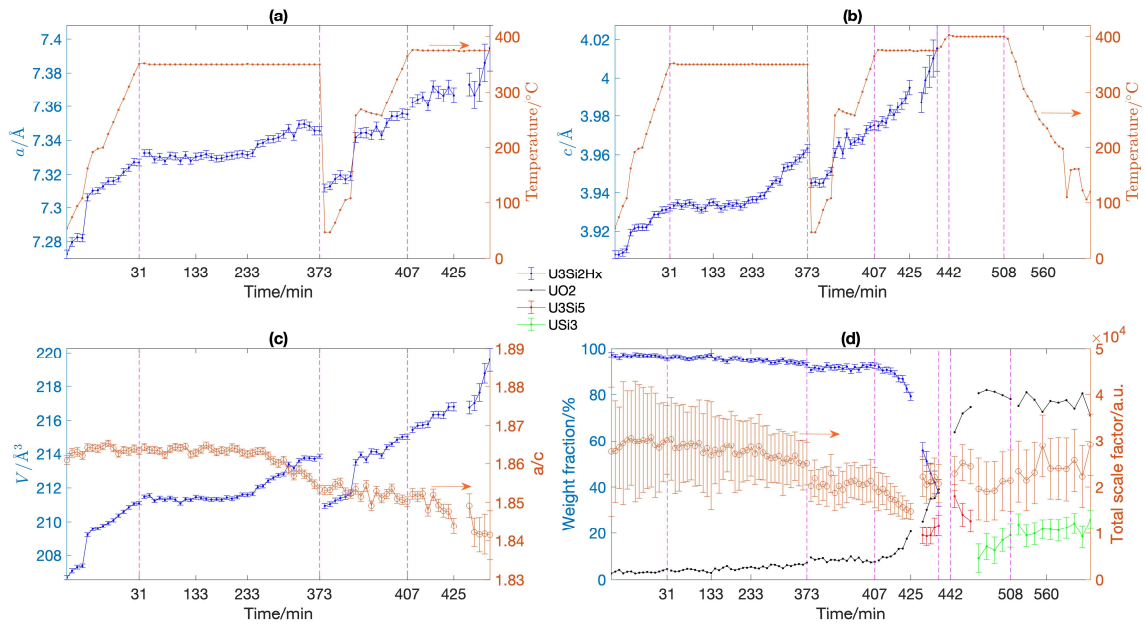 (a)
7.4
7.38
7.36
7.34
7.32
7.3
7.28
a/Å
400
300
200
100
0
Temperature/°C
31 133 233 373 407 425
Time/min
(b)
4.02
4
3.98
3.96
3.94
3.92
c/Å
400
300
200
100
0
Temperature/°C
31 133 233 373 407 425 442 508 560
Time/min
U3Si2Hx
UO2
U3Si5
USi3
(c)
220
218
216
214
212
210
208
V/Å³
1.89
1.88
1.87
1.86
1.85
1.84
1.83
a/c
31 133 233 373 407 425
Time/min
(d)
100
80
60
40
20
0
Weight fraction/%
×10⁴
5
4
3
2
1
0
Total scale factor/a.u.
31 133 233 373 407 425 442 508 560
Time/min